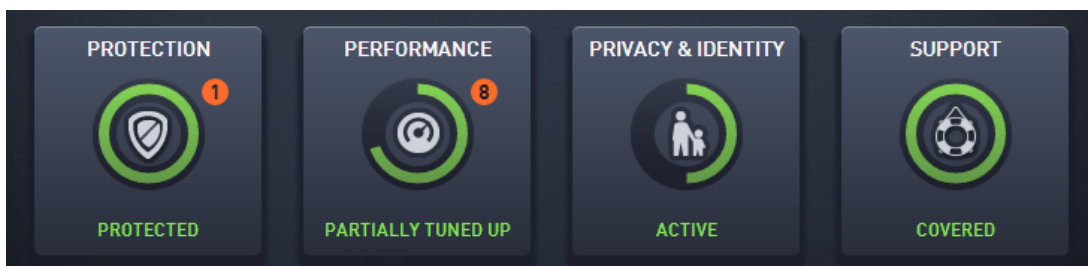 PROTECTION
1
PROTECTED
PERFORMANCE
8
PARTIALLY TUNED UP
PRIVACY & IDENTITY
ACTIVE
SUPPORT
COVERED